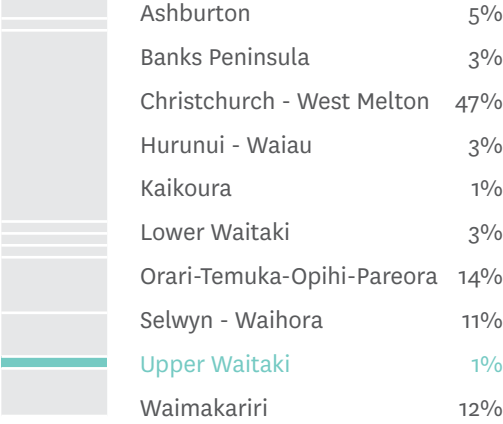 Ashburton 5%
Banks Peninsula 3%
Christchurch - West Melton 47%
Hurunui - Waiau 3%
Kaikoura 1%
Lower Waitaki 3%
Orari-Temuka-Opihi-Pareora 14%
Selwyn - Waihora 11%
Upper Waitaki 1%
Waimakariri 12%